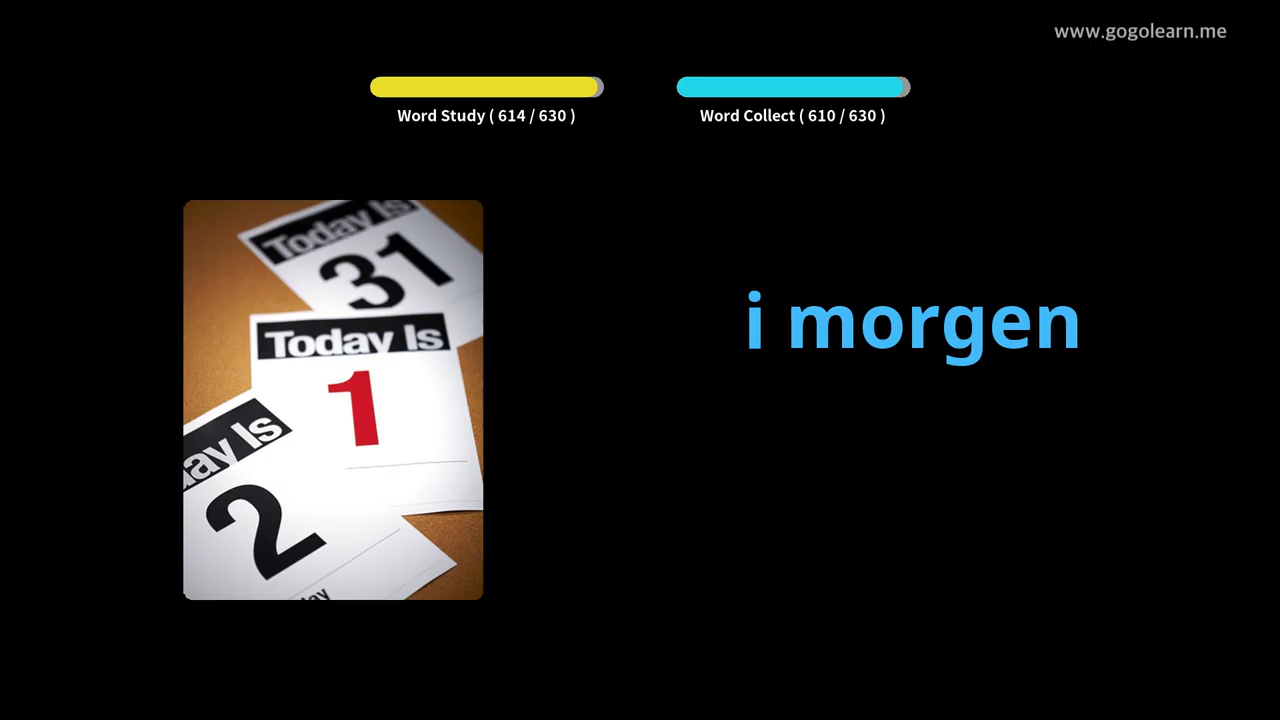 www.gogolearn.me
Word Study ( 614 / 630 )
Word Collect ( 610 / 630 )
Today Is
31
Today Is
1
i morgen
ay Is
2
ay